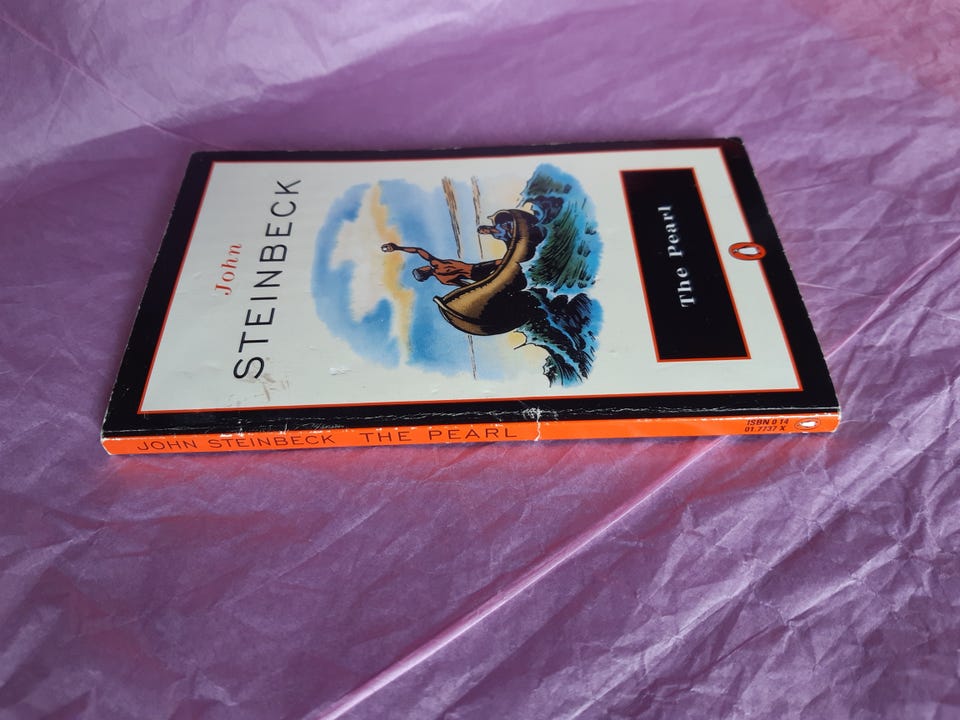 John
STEINBECK
The Pearl
JOHN STEINBECK THE PEARL
ISBN 0 14
01.7737 X